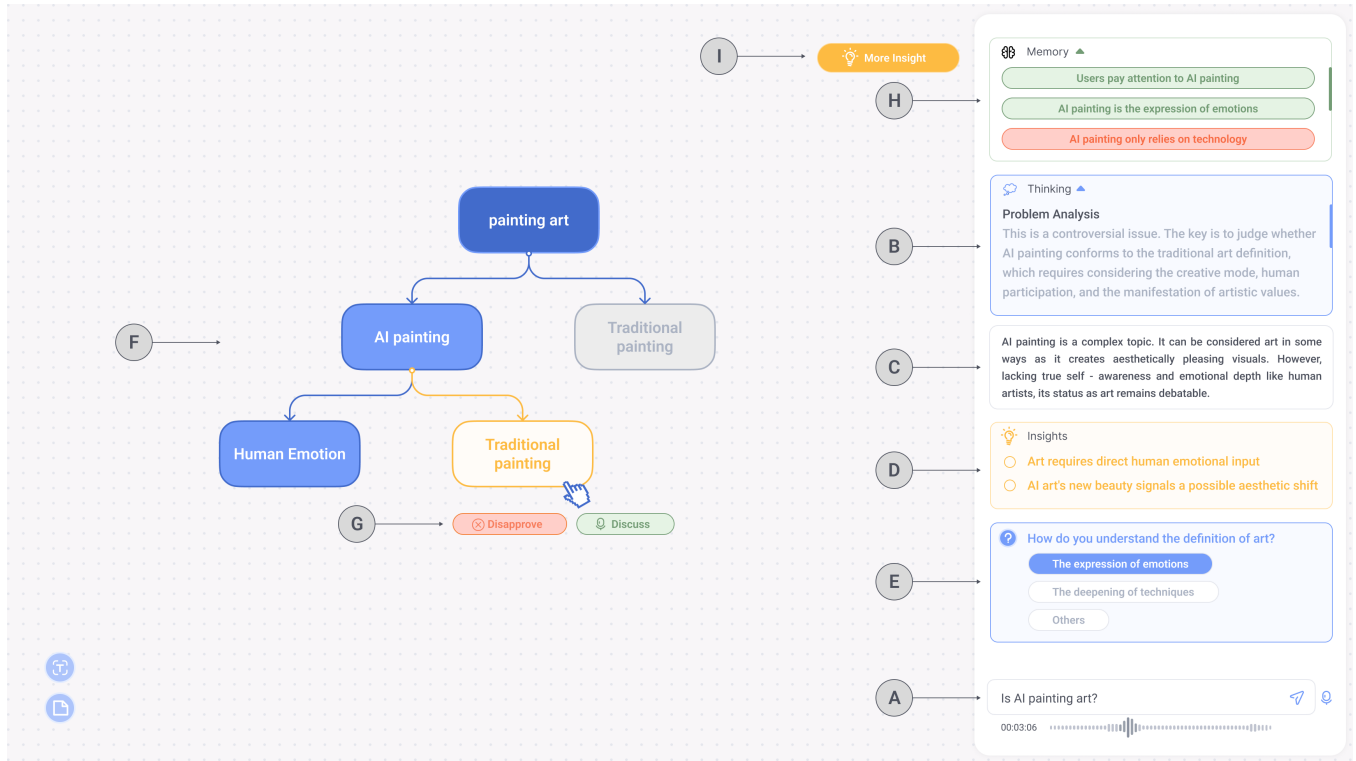 I
More Insight
H
Memory
Users pay attention to AI painting
AI painting is the expression of emotions
AI painting only relies on technology
B
Thinking
Problem Analysis
This is a controversial issue. The key is to judge whether
AI painting conforms to the traditional art definition,
which requires considering the creative mode, human
participation, and the manifestation of artistic values.
painting art
F
AI painting
Traditional
painting
C
AI painting is a complex topic. It can be considered art in some
ways as it creates aesthetically pleasing visuals. However,
lacking true self - awareness and emotional depth like human
artists, its status as art remains debatable.
Human Emotion
Traditional
painting
D
Insights
Art requires direct human emotional input
AI art's new beauty signals a possible aesthetic shift
G
Disapprove
Discuss
E
? How do you understand the definition of art?
The expression of emotions
The deepening of techniques
Others
T
A
Is AI painting art?
00:03:06